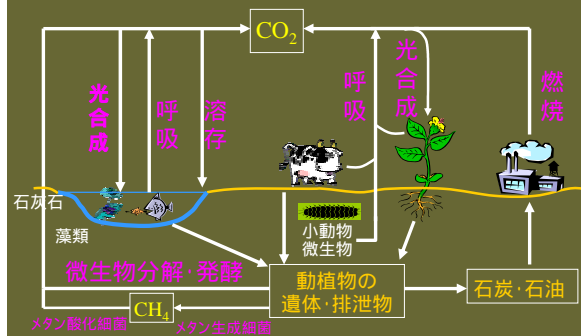 CO2
光合成
呼吸
溶存
呼吸
光合成
燃焼
石灰石
藻類
小動物
微生物
微生物分解・発酵
動植物の
遺体・排泄物
石炭・石油
CH4
メタン酸化細菌
メタン生成細菌